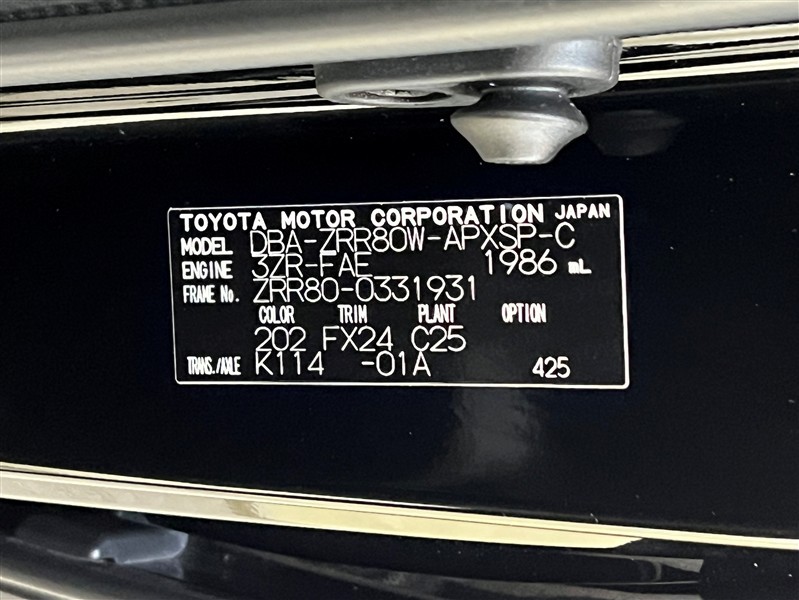 TOYOTA MOTOR CORPORATION JAPAN
MODEL DBA-ZRR80W-APXSP-C
ENGINE 3ZR-FAE 1986 mL
FRAME No. ZRR80-0331931
COLOR TRIM PLANT OPTION
202 FX24 C25
TRANS./AXLE K114 -01A 425